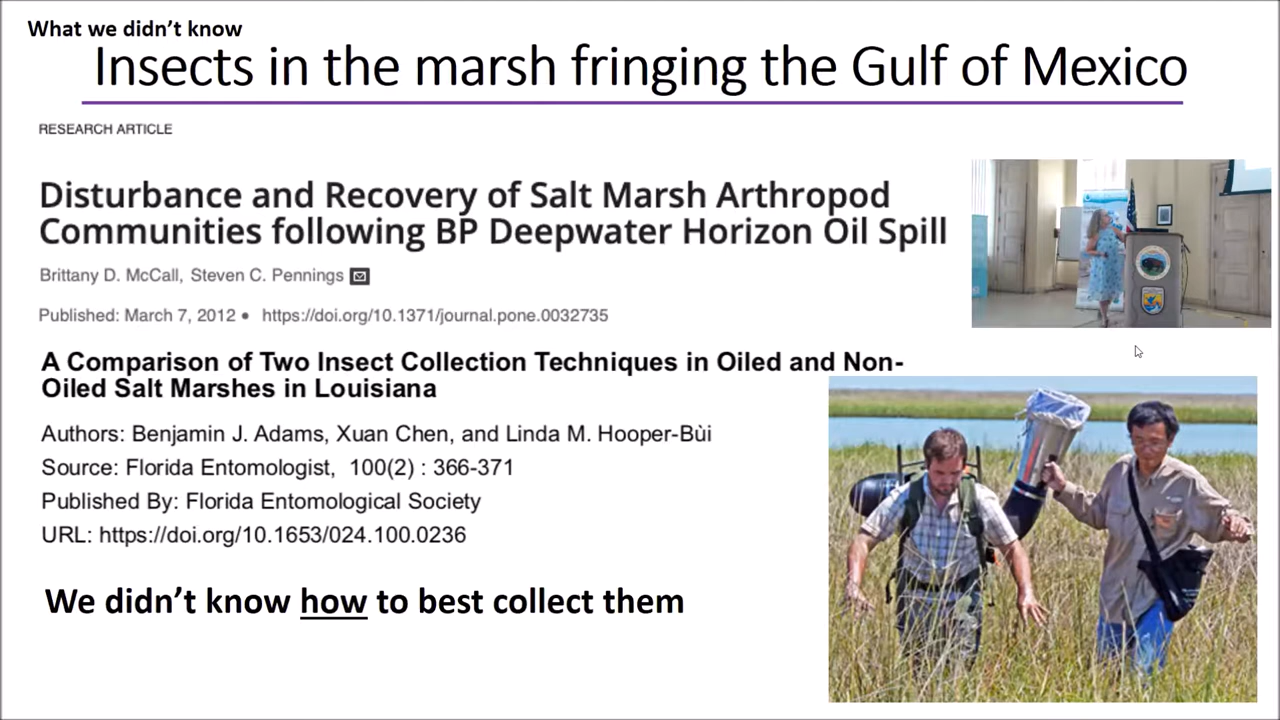 What we didn't know
Insects in the marsh fringing the Gulf of Mexico
RESEARCH ARTICLE
Disturbance and Recovery of Salt Marsh Arthropod
Communities following BP Deepwater Horizon Oil Spill
Brittany D. McCall, Steven C. Pennings
Published: March 7, 2012 • https://doi.org/10.1371/journal.pone.0032735
A Comparison of Two Insect Collection Techniques in Oiled and Non-
Oiled Salt Marshes in Louisiana
Authors: Benjamin J. Adams, Xuan Chen, and Linda M. Hooper-Bùi
Source: Florida Entomologist, 100(2) : 366-371
Published By: Florida Entomological Society
URL: https://doi.org/10.1653/024.100.0236
We didn't know how to best collect them